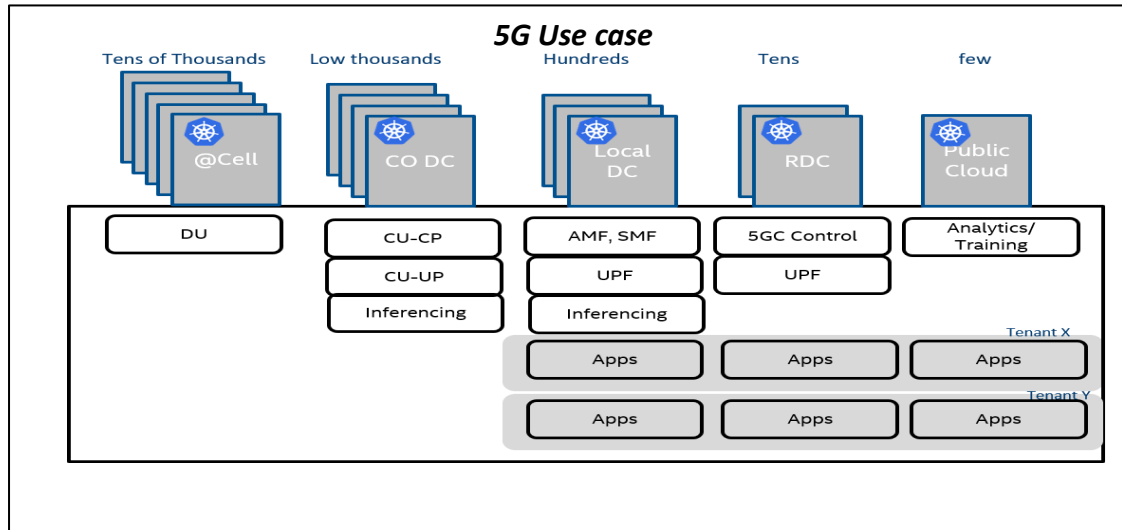 5G Use case
Tens of Thousands
Low thousands
Hundreds
Tens
few
@Cell
CO DC
Local
DC
RDC
Public
Cloud
DU
CU-CP
AMF, SMF
5GC Control
Analytics/
Training
CU-UP
UPF
UPF
Inferencing
Inferencing
Tenant X
Apps
Apps
Apps
Tenant Y
Apps
Apps
Apps